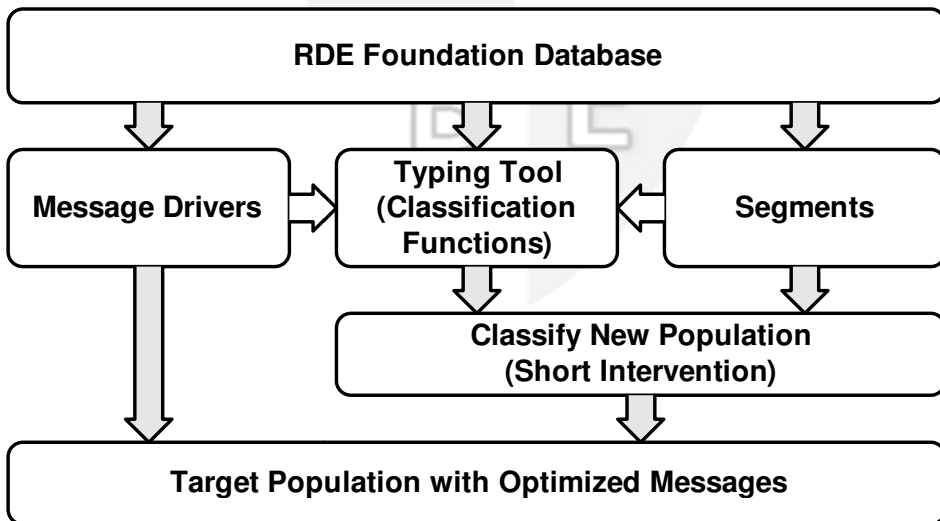 RDE Foundation Database
Message Drivers
Typing Tool
(Classification
Functions)
Segments
Classify New Population
(Short Intervention)
Target Population with Optimized Messages